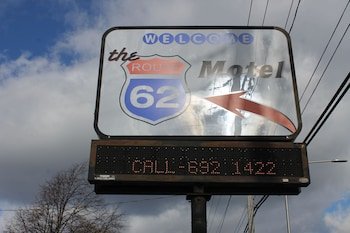 WELCOME
the
ROUTE
62
Motel
CALL-692 1422